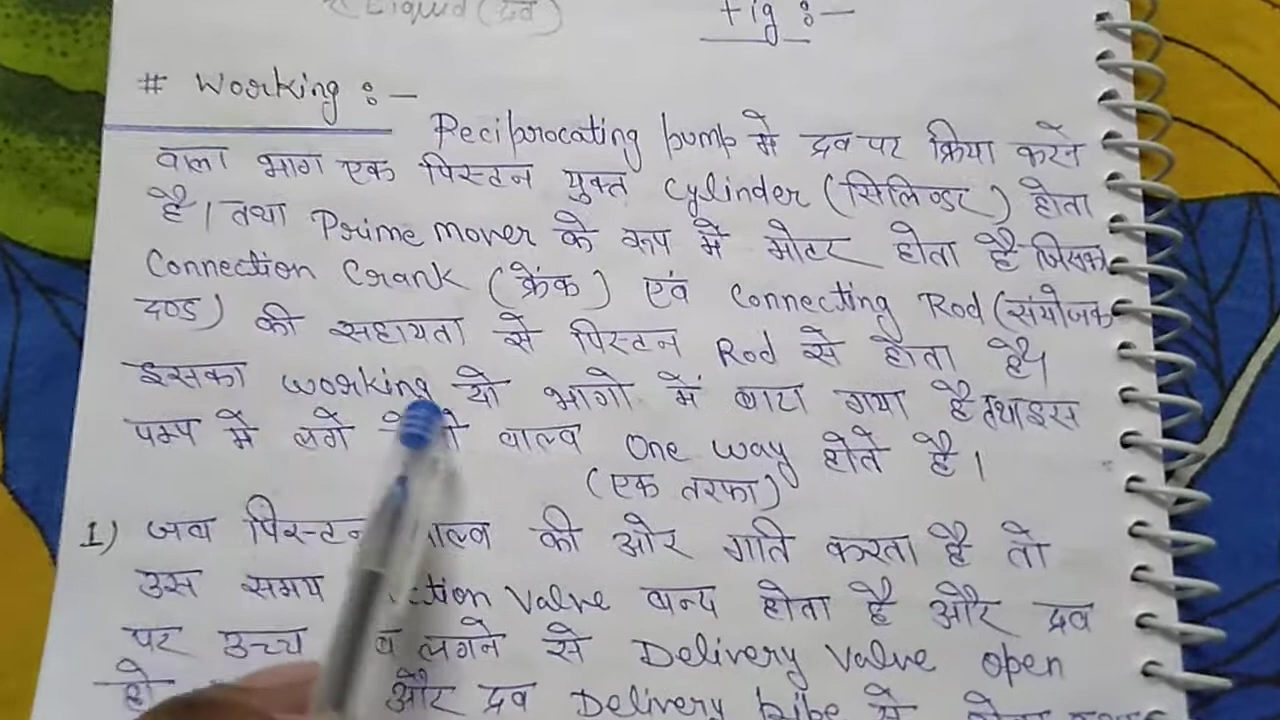 (Liquid (द्रव)
Fig :-
# Working :-
Reciprocating pump में द्रव पर क्रिया करने
वाला भाग एक पिस्टन युक्त Cylinder (सिलिण्डर) होता
है। तथा Prime mover के रूप में मोटर होता है जिसका
Connection Crank (क्रेंक) एवं Connecting Rod (संयोजक
दण्ड) की सहायता से पिस्टन Rod से होता है।
इसका working दो भागो में बाटा गया है तथा इस
पम्प में लगे वाल्व One way होते है।
(एक तरफा)
1) जब पिस्टन की ओर गति करता है तो
उस समय Valve बन्द होता है और द्रव
पर उच्च लगने से Delivery Valve open
हो और द्रव Delivery pipe से